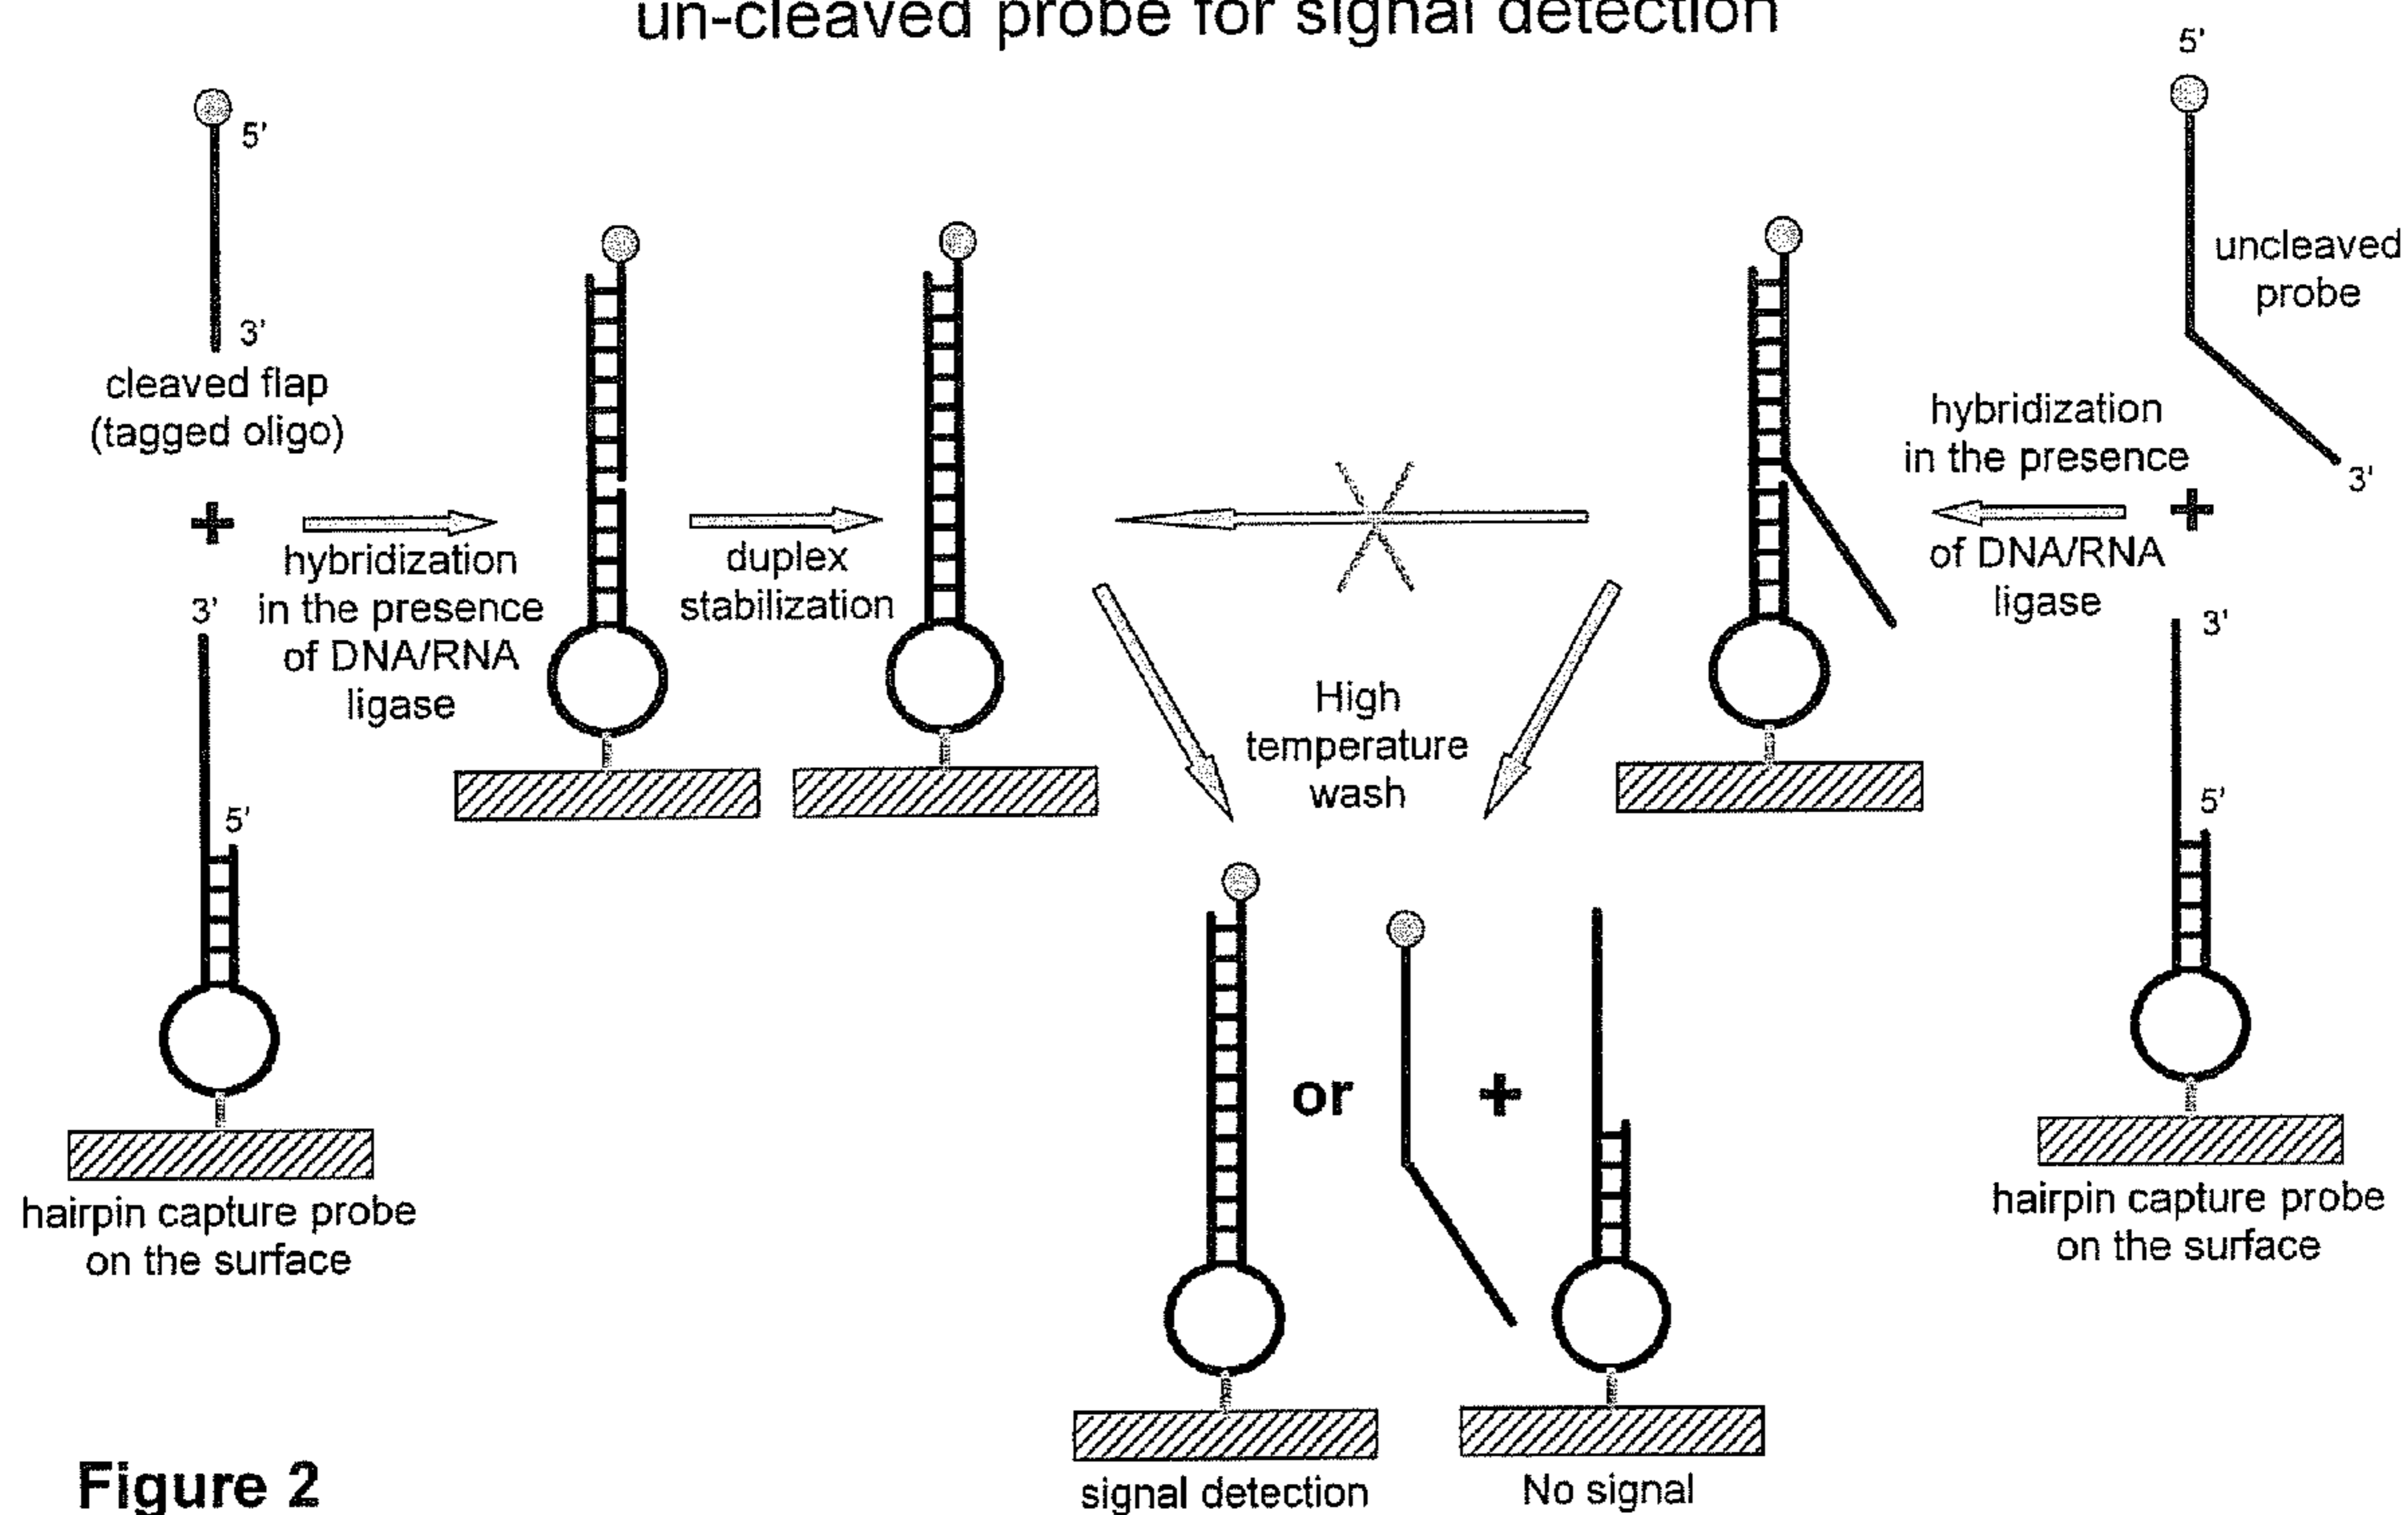 un-cleaved probe for signal detection
5'
3'
cleaved flap
(tagged oligo)
+
hybridization
in the presence
of DNA/RNA
ligase
3'
5'
hairpin capture probe
on the surface
duplex
stabilization
High
temperature
wash
5'
uncleaved
probe
3'
hybridization
in the presence
+
of DNA/RNA
ligase
3'
5'
hairpin capture probe
on the surface
or
+
signal detection
No signal
Figure 2